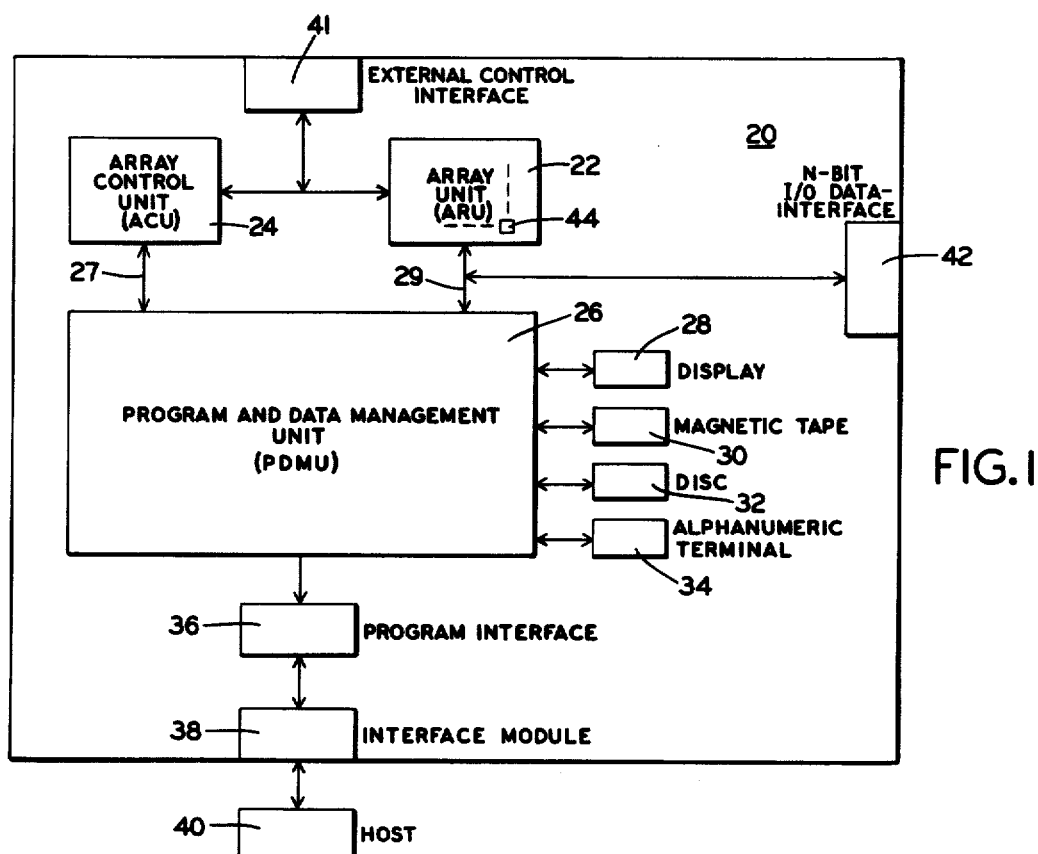 41
EXTERNAL CONTROL
INTERFACE
20
ARRAY
CONTROL
UNIT
(ACU)
24
ARRAY
UNIT
(ARU)
22
44
N-BIT
I/O DATA-
INTERFACE
42
27
29
26
28
DISPLAY
PROGRAM AND DATA MANAGEMENT
UNIT
(PDMU)
MAGNETIC TAPE
30
DISC
32
ALPHANUMERIC
TERMINAL
34
FIG.1
36
PROGRAM INTERFACE
38
INTERFACE MODULE
40
HOST